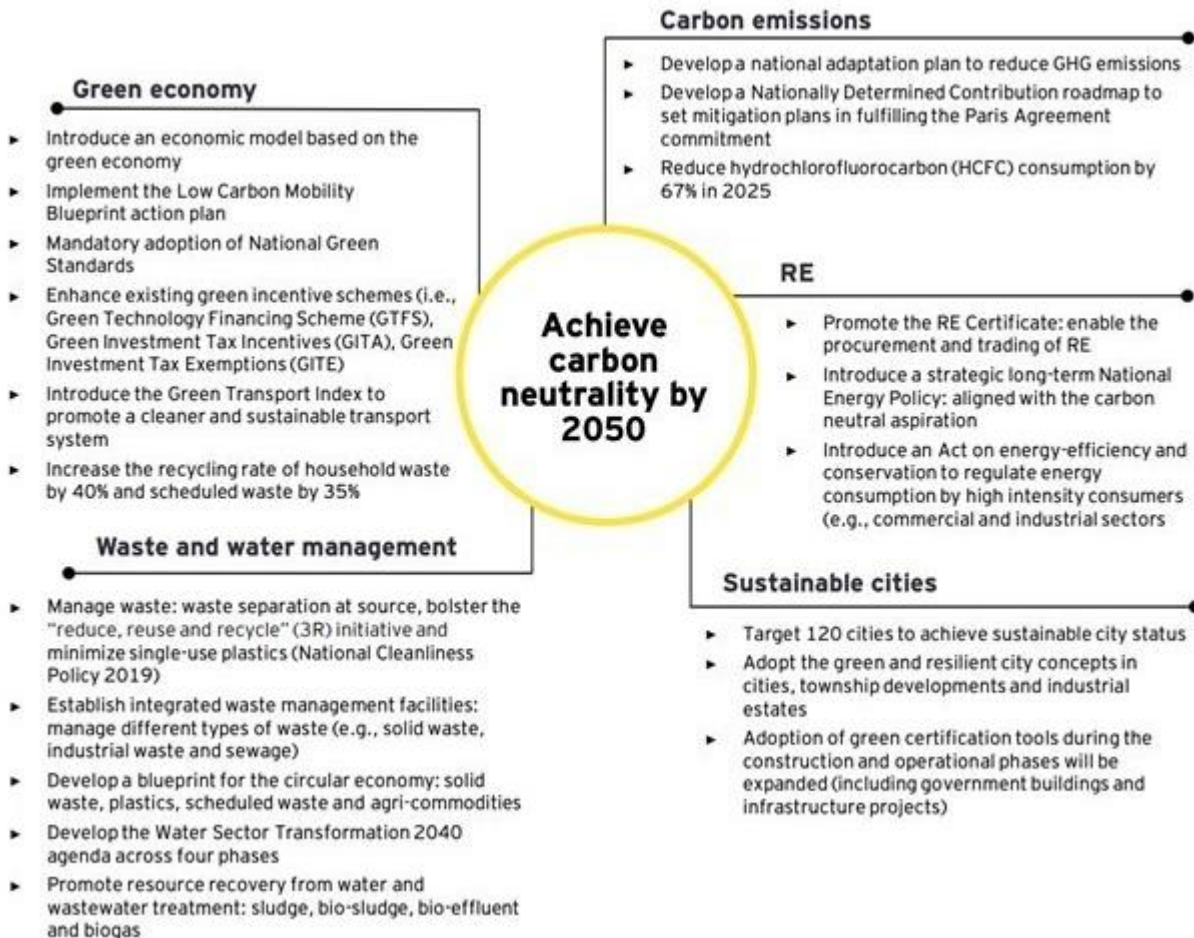 Carbon emissions
► Develop a national adaptation plan to reduce GHG emissions
► Develop a Nationally Determined Contribution roadmap to
set mitigation plans in fulfilling the Paris Agreement
commitment
► Reduce hydrochlorofluorocarbon (HCFC) consumption by
67% in 2025
Green economy
► Introduce an economic model based on the
green economy
► Implement the Low Carbon Mobility
Blueprint action plan
► Mandatory adoption of National Green
Standards
► Enhance existing green incentive schemes (i.e.,
Green Technology Financing Scheme (GTFS),
Green Investment Tax Incentives (GITA), Green
Investment Tax Exemptions (GITE)
► Introduce the Green Transport Index to
promote a cleaner and sustainable transport
system
► Increase the recycling rate of household waste
by 40% and scheduled waste by 35%
Achieve
carbon
neutrality by
2050
RE
► Promote the RE Certificate: enable the
procurement and trading of RE
► Introduce a strategic long-term National
Energy Policy: aligned with the carbon
neutral aspiration
► Introduce an Act on energy-efficiency and
conservation to regulate energy
consumption by high intensity consumers
(e.g., commercial and industrial sectors
Waste and water management
► Manage waste: waste separation at source, bolster the
“reduce, reuse and recycle” (3R) initiative and
minimize single-use plastics (National Cleanliness
Policy 2019)
► Establish integrated waste management facilities:
manage different types of waste (e.g., solid waste,
industrial waste and sewage)
► Develop a blueprint for the circular economy: solid
waste, plastics, scheduled waste and agri-commodities
► Develop the Water Sector Transformation 2040
agenda across four phases
► Promote resource recovery from water and
wastewater treatment: sludge, bio-sludge, bio-effluent
and biogas
Sustainable cities
► Target 120 cities to achieve sustainable city status
► Adopt the green and resilient city concepts in
cities, township developments and industrial
estates
► Adoption of green certification tools during the
construction and operational phases will be
expanded (including government buildings and
infrastructure projects)